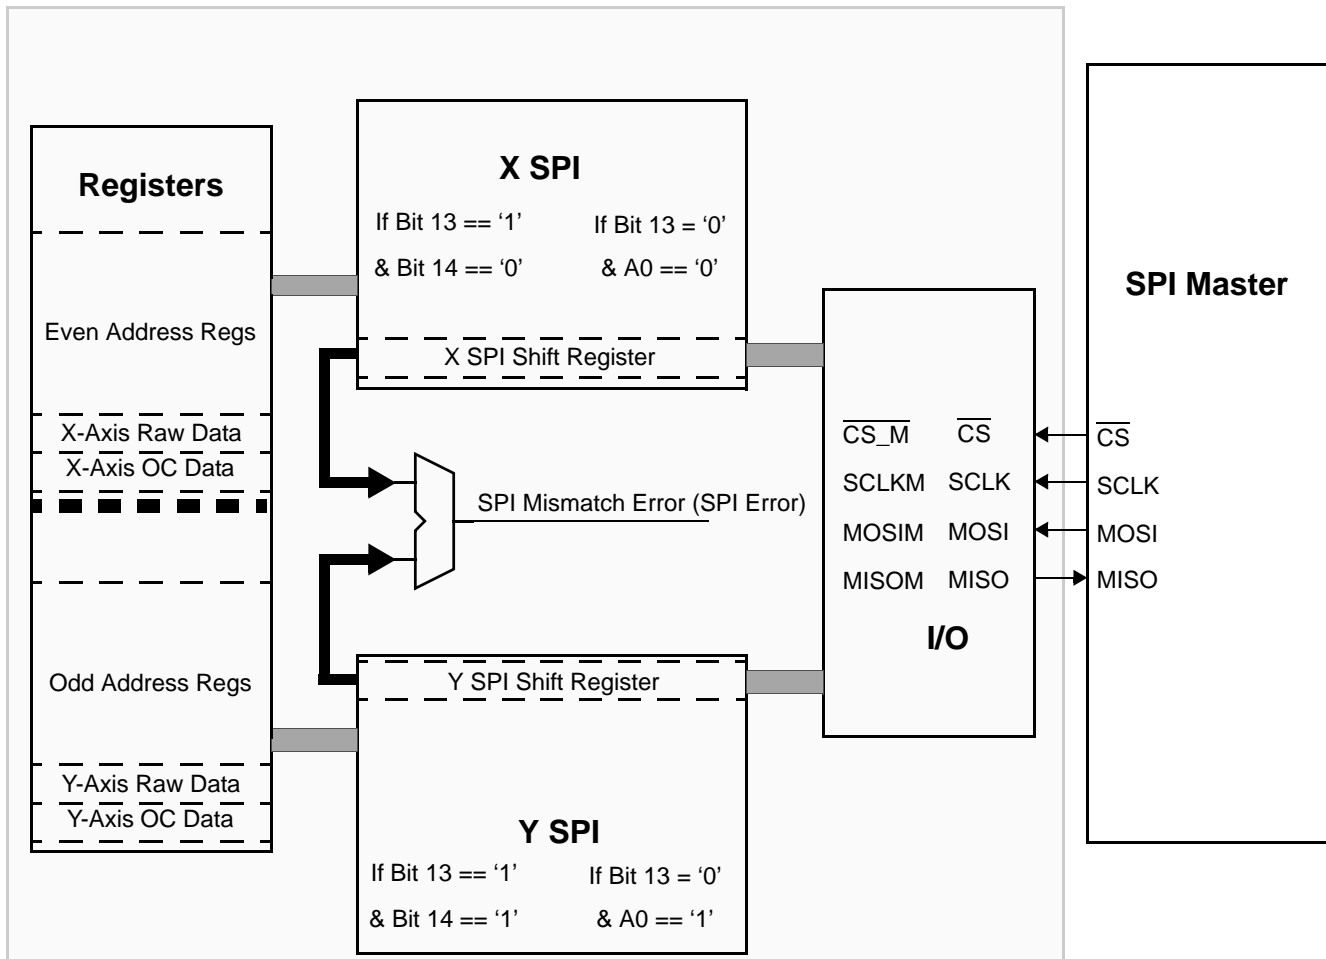 Registers
Even Address Regs
X-Axis Raw Data
X-Axis OC Data
Odd Address Regs
Y-Axis Raw Data
Y-Axis OC Data
X SPI
If Bit 13 == ‘1’ If Bit 13 = ‘0’
& Bit 14 == ‘0’ & A0 == ‘0’
X SPI Shift Register
SPI Mismatch Error (SPI Error)
Y SPI Shift Register
Y SPI
If Bit 13 == ‘1’ If Bit 13 = ‘0’
& Bit 14 == ‘1’ & A0 == ‘1’
C̅S̅_̅M̅ C̅S̅
SCLKM SCLK
MOSIM MOSI
MISOM MISO
I/O
SPI Master
C̅S̅
SCLK
MOSI
MISO